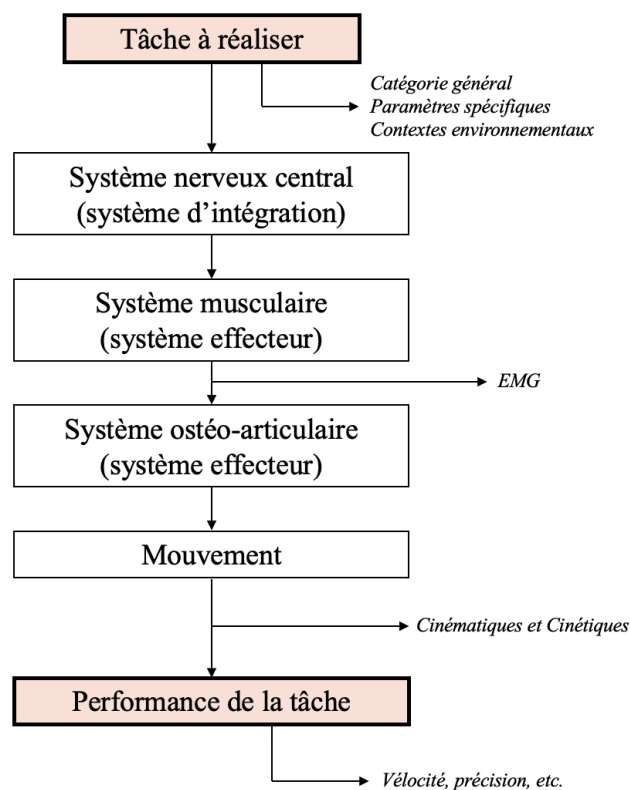 Tâche à réaliser
Catégorie général
Paramètres spécifiques
Contextes environnementaux
Système nerveux central
(système d’intégration)
Système musculaire
(système effecteur)
EMG
Système ostéo-articulaire
(système effecteur)
Mouvement
Cinématiques et Cinétiques
Performance de la tâche
Vélocité, précision, etc.